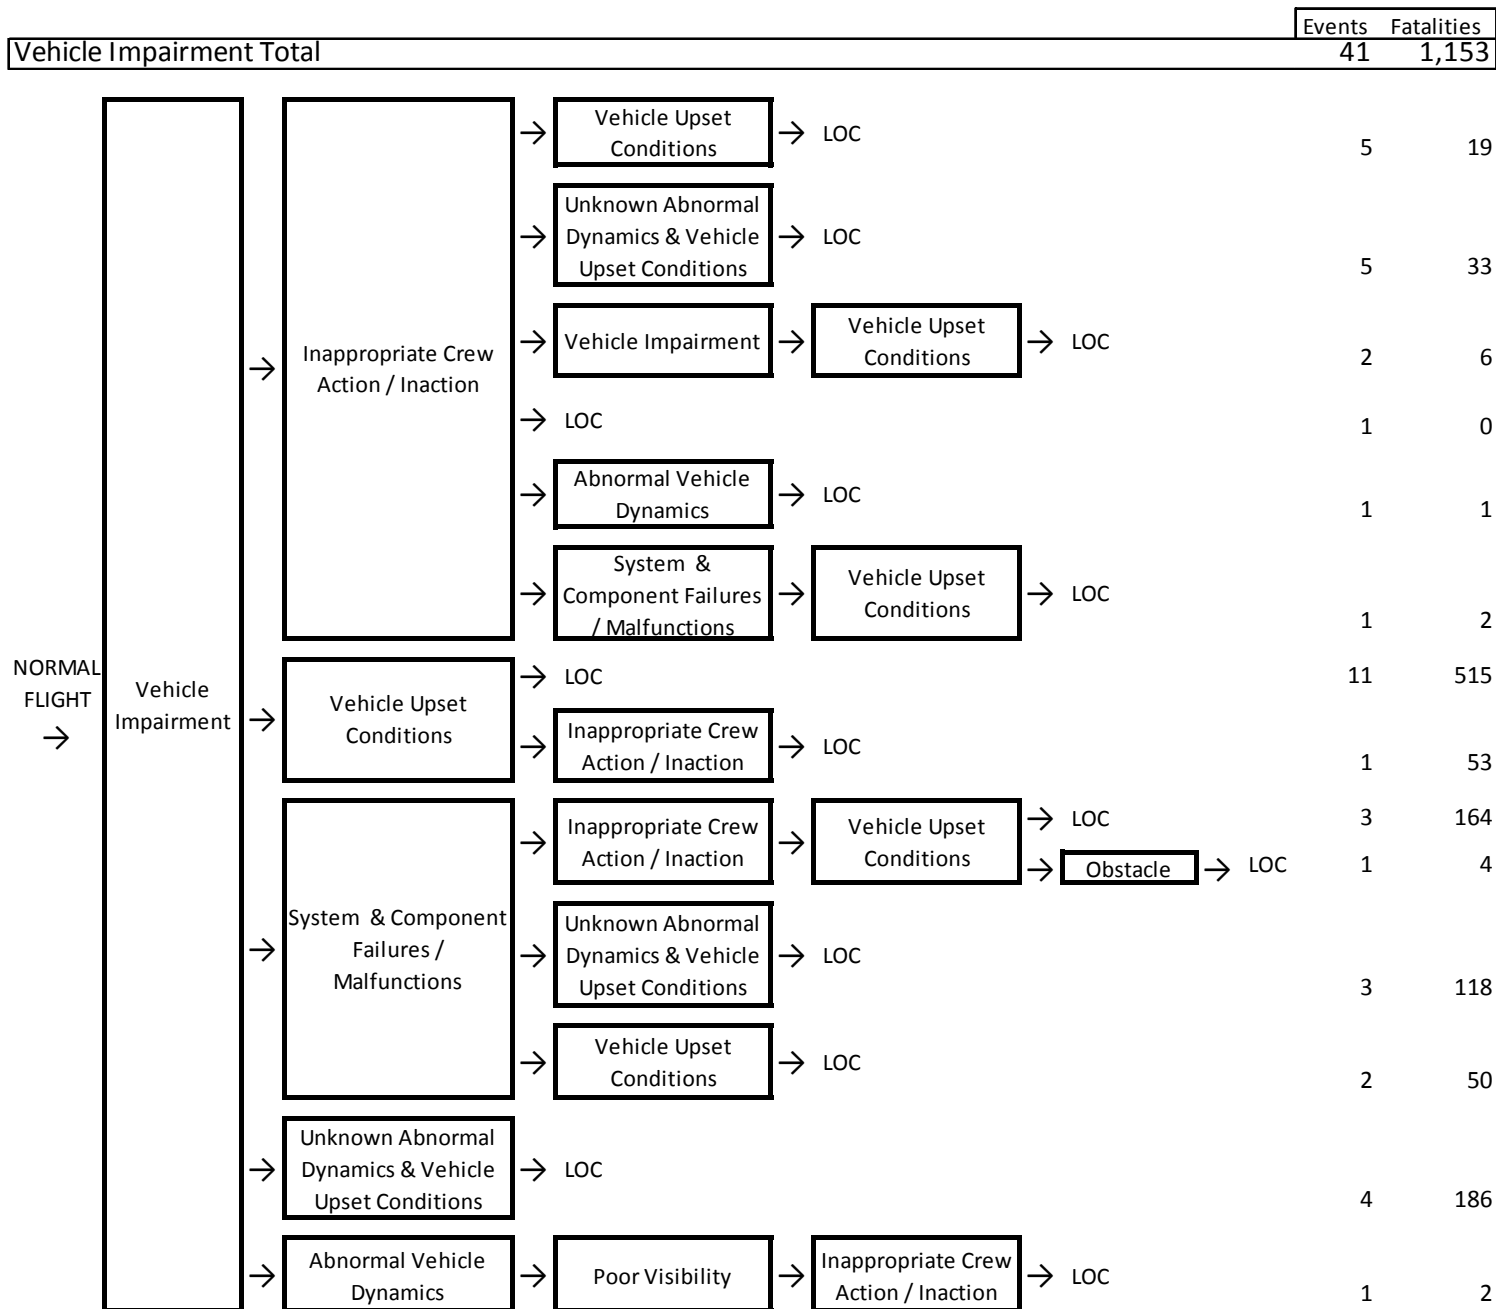 Events Fatalities
Vehicle Impairment Total 41 1,153
NORMAL
FLIGHT
→
Vehicle
Impairment
→
Inappropriate Crew
Action / Inaction
→
Vehicle Upset
Conditions
→ LOC
5 19
→
Unknown Abnormal
Dynamics & Vehicle
Upset Conditions
→ LOC
5 33
→
Vehicle Impairment
→
Vehicle Upset
Conditions
→ LOC
2 6
→ LOC
1 0
→
Abnormal Vehicle
Dynamics
→ LOC
1 1
→
System & 
Component Failures
/ Malfunctions
→
Vehicle Upset
Conditions
→ LOC
1 2
→
Vehicle Upset
Conditions
→ LOC
11 515
→
Inappropriate Crew
Action / Inaction
→ LOC
1 53
→
System & Component
Failures /
Malfunctions
→
Inappropriate Crew
Action / Inaction
→
Vehicle Upset
Conditions
→ LOC
3 164
→ Obstacle → LOC
1 4
→
Unknown Abnormal
Dynamics & Vehicle
Upset Conditions
→ LOC
3 118
→
Vehicle Upset
Conditions
→ LOC
2 50
→
Unknown Abnormal
Dynamics & Vehicle
Upset Conditions
→ LOC
4 186
→
Abnormal Vehicle
Dynamics
→
Poor Visibility
→
Inappropriate Crew
Action / Inaction
→ LOC
1 2